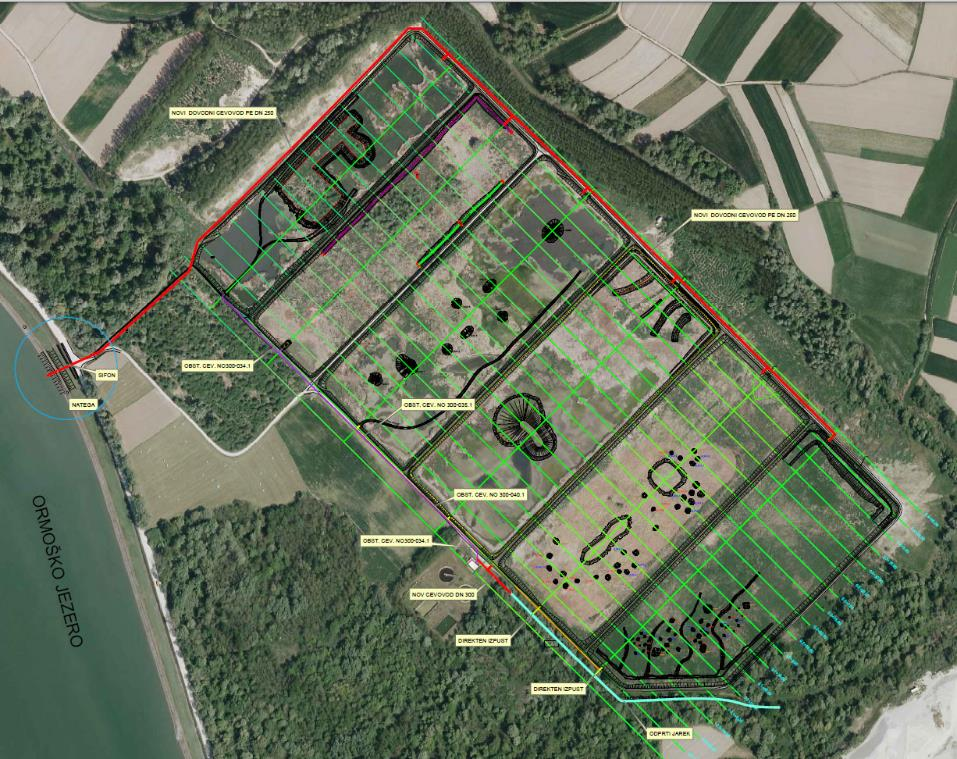 NOVI DOVODNI CEVOVOD PE DN 250
NOVI DOVODNI CEVOVOD PE DN 250
OBST. CEV. NO300-034.1
SIFON
NATEGA
OBST. CEV. NO 300-035.1
OBST. CEV. NO 300-040.1
ORMOŠKO JEZERO
OBST. CEV. NO300-034.1
NOV CEVOVOD DN 300
DIREKTEN IZPUST
DIREKTEN IZPUST
ODPRTI JAREK